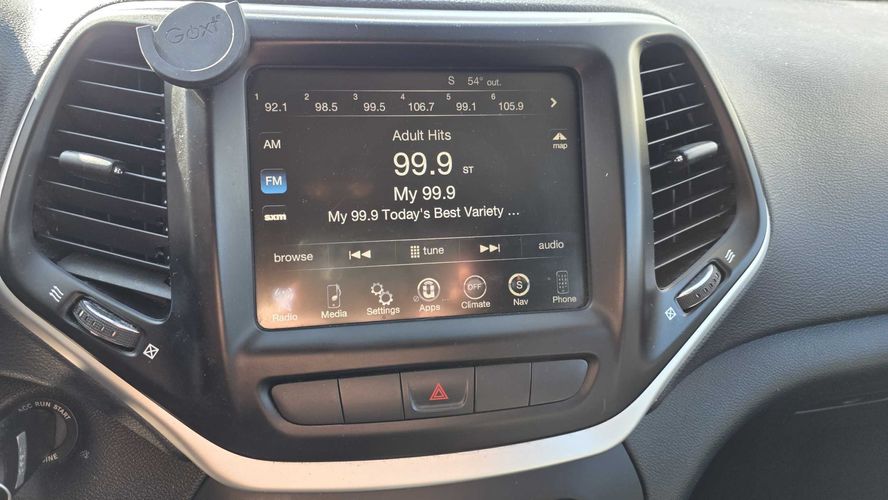 Goxt
S 54° out.
1 92.1 2 98.5 3 99.5 4 106.7 5 99.1 6 105.9
Adult Hits
AM
map
99.9 ST
FM
My 99.9
My 99.9 Today's Best Variety ...
sxm
browse tune audio
OFF S
Radio Media Settings Apps Climate Nav Phone
ACC RUN START